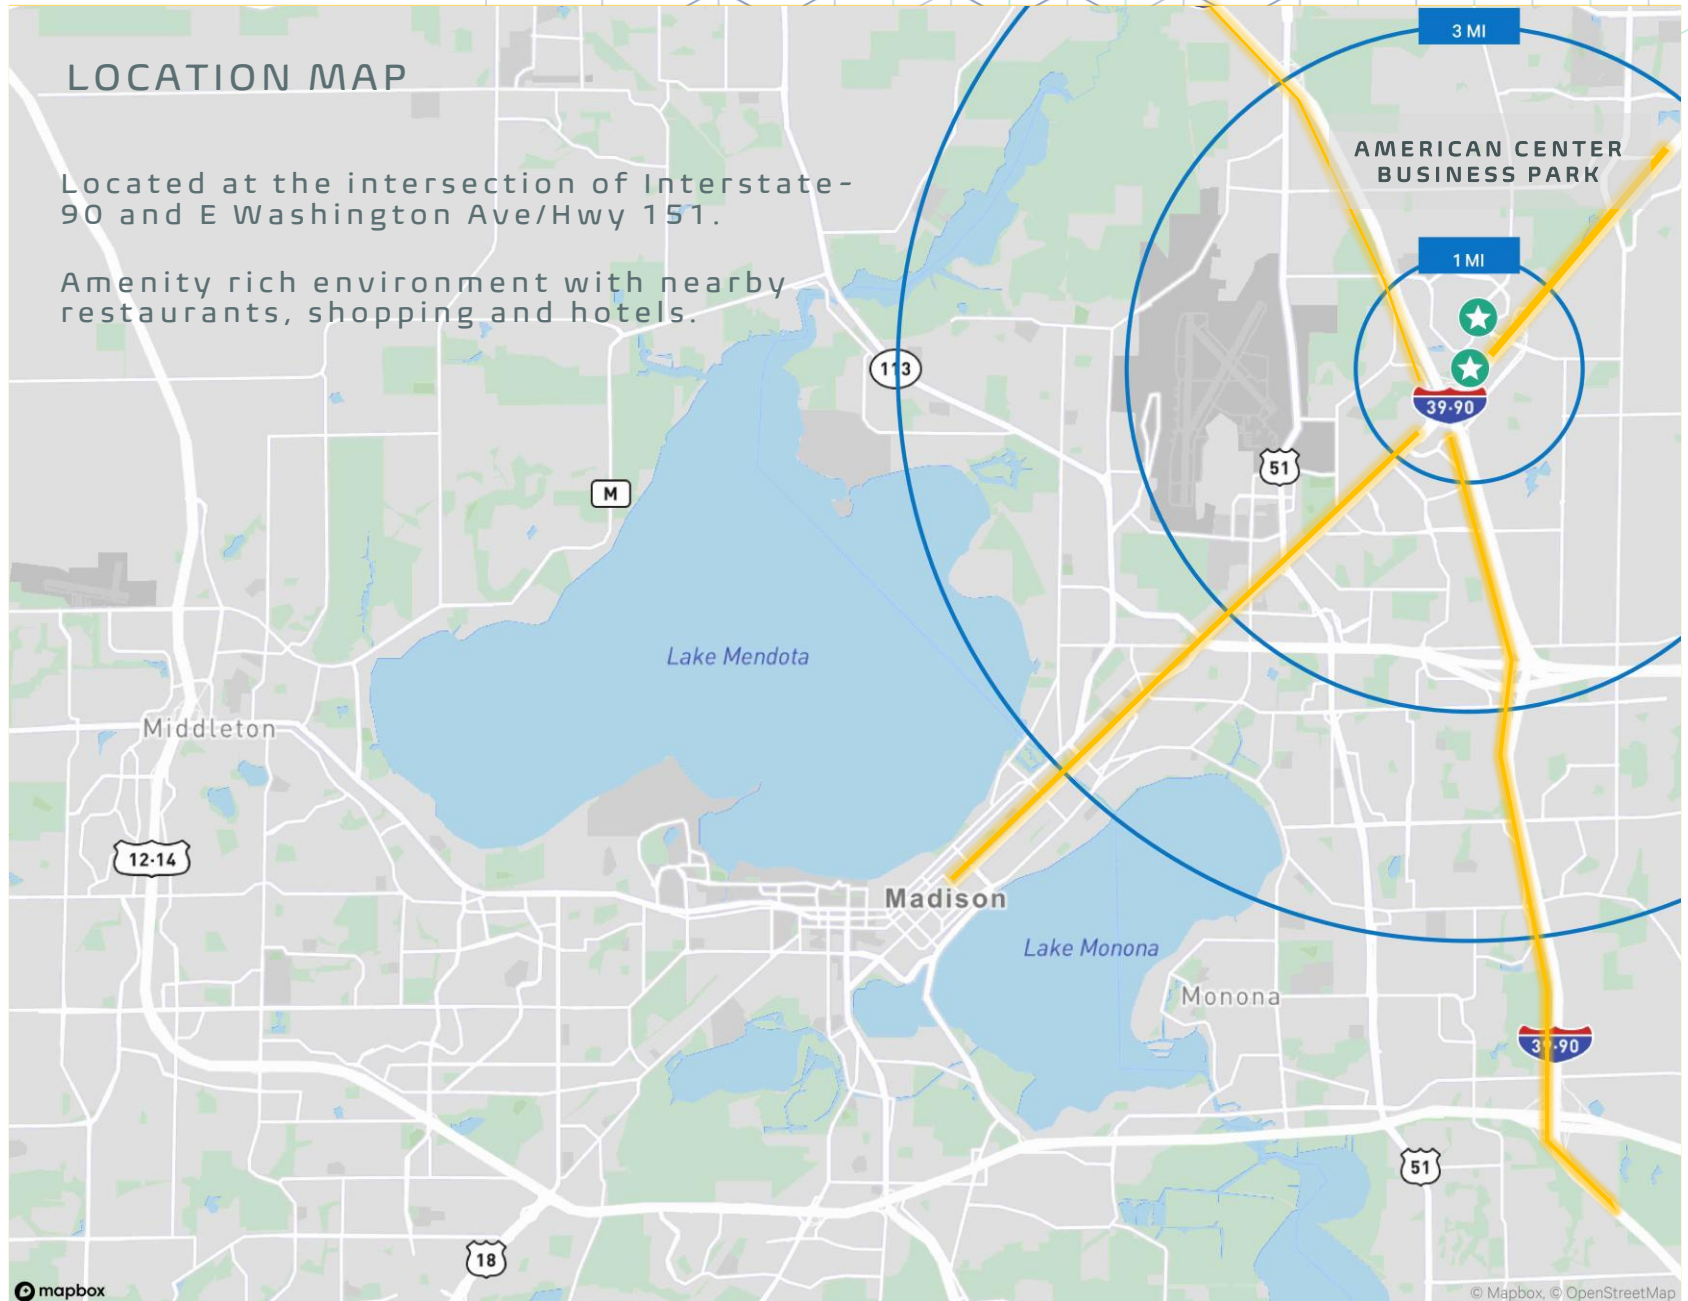 3 MI
LOCATION MAP
AMERICAN CENTER
BUSINESS PARK
Located at the intersection of Interstate-
90 and E Washington Ave/Hwy 151.
1 MI
Amenity rich environment with nearby
restaurants, shopping and hotels.
113
39-90
51
M
Lake Mendota
Middleton
12-14
Madison
Lake Monona
Monona
39-90
51
18
mapbox
© Mapbox, © OpenStreetMap